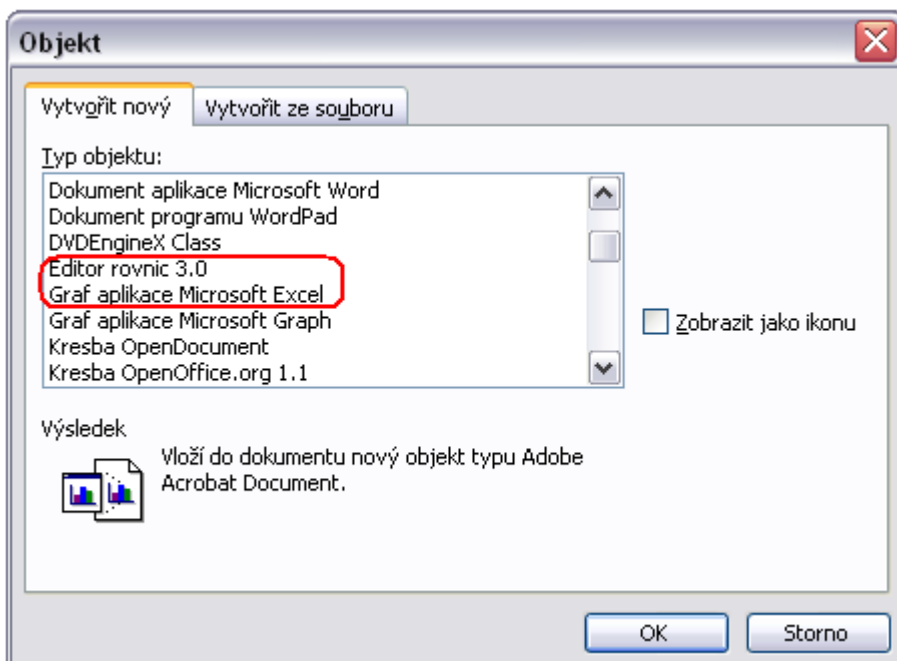 Objekt
Vytvořit nový
Vytvořit ze souboru
Typ objektu:
Dokument aplikace Microsoft Word
Dokument programu WordPad
DVDEngineX Class
Editor rovnic 3.0
Graf aplikace Microsoft Excel
Graf aplikace Microsoft Graph
Kresba OpenDocument
Kresba OpenOffice.org 1.1
Zobrazit jako ikonu
Výsledek
Vloží do dokumentu nový objekt typu Adobe
Acrobat Document.
OK
Storno